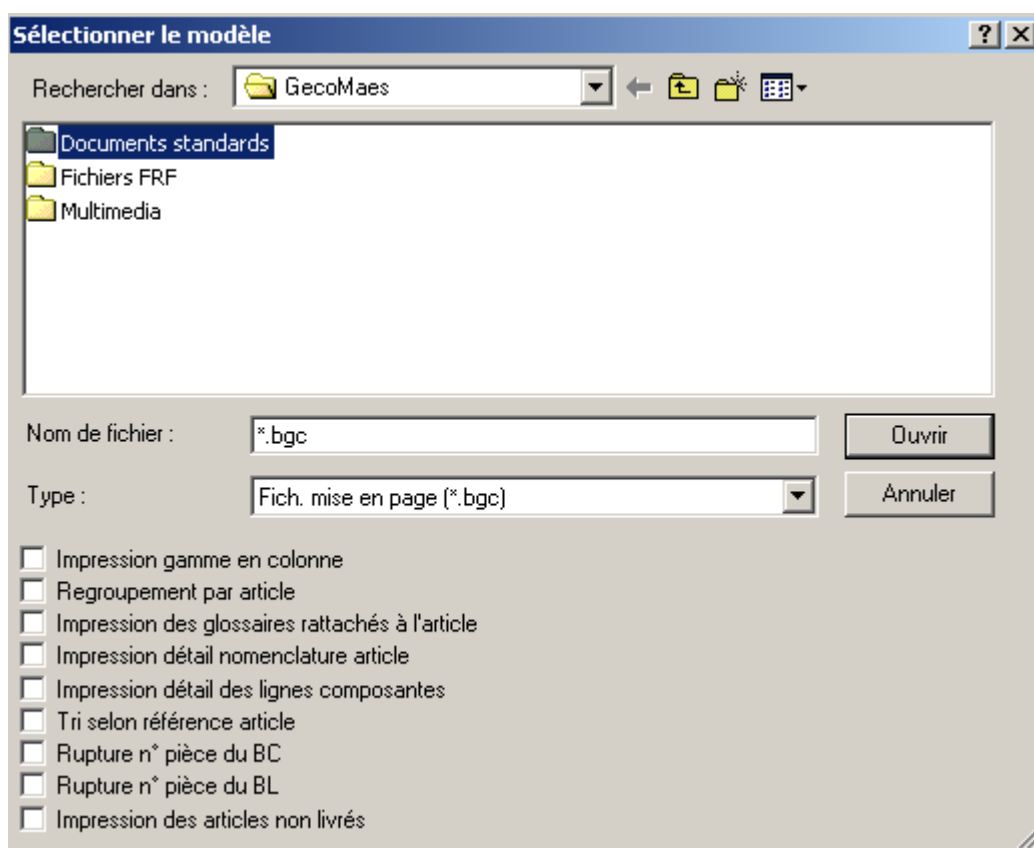 Sélectionner le modèle
Rechercher dans : GecoMaes
Documents standards
Fichiers FRF
Multimedia
Nom de fichier : *.bgc Ouvrir
Type : Fich. mise en page (*.bgc) Annuler
Impression gamme en colonne
Regroupement par article
Impression des glossaires rattachés à l'article
Impression détail nomenclature article
Impression détail des lignes composantes
Tri selon référence article
Rupture n° pièce du BC
Rupture n° pièce du BL
Impression des articles non livrés